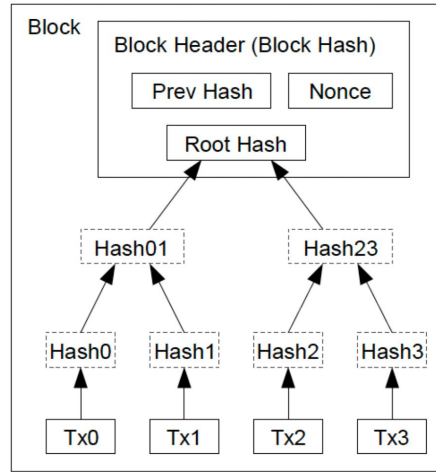 Block
Block Header (Block Hash)
Prev Hash
Nonce
Root Hash
Hash01
Hash23
Hash0
Hash1
Hash2
Hash3
Tx0
Tx1
Tx2
Tx3